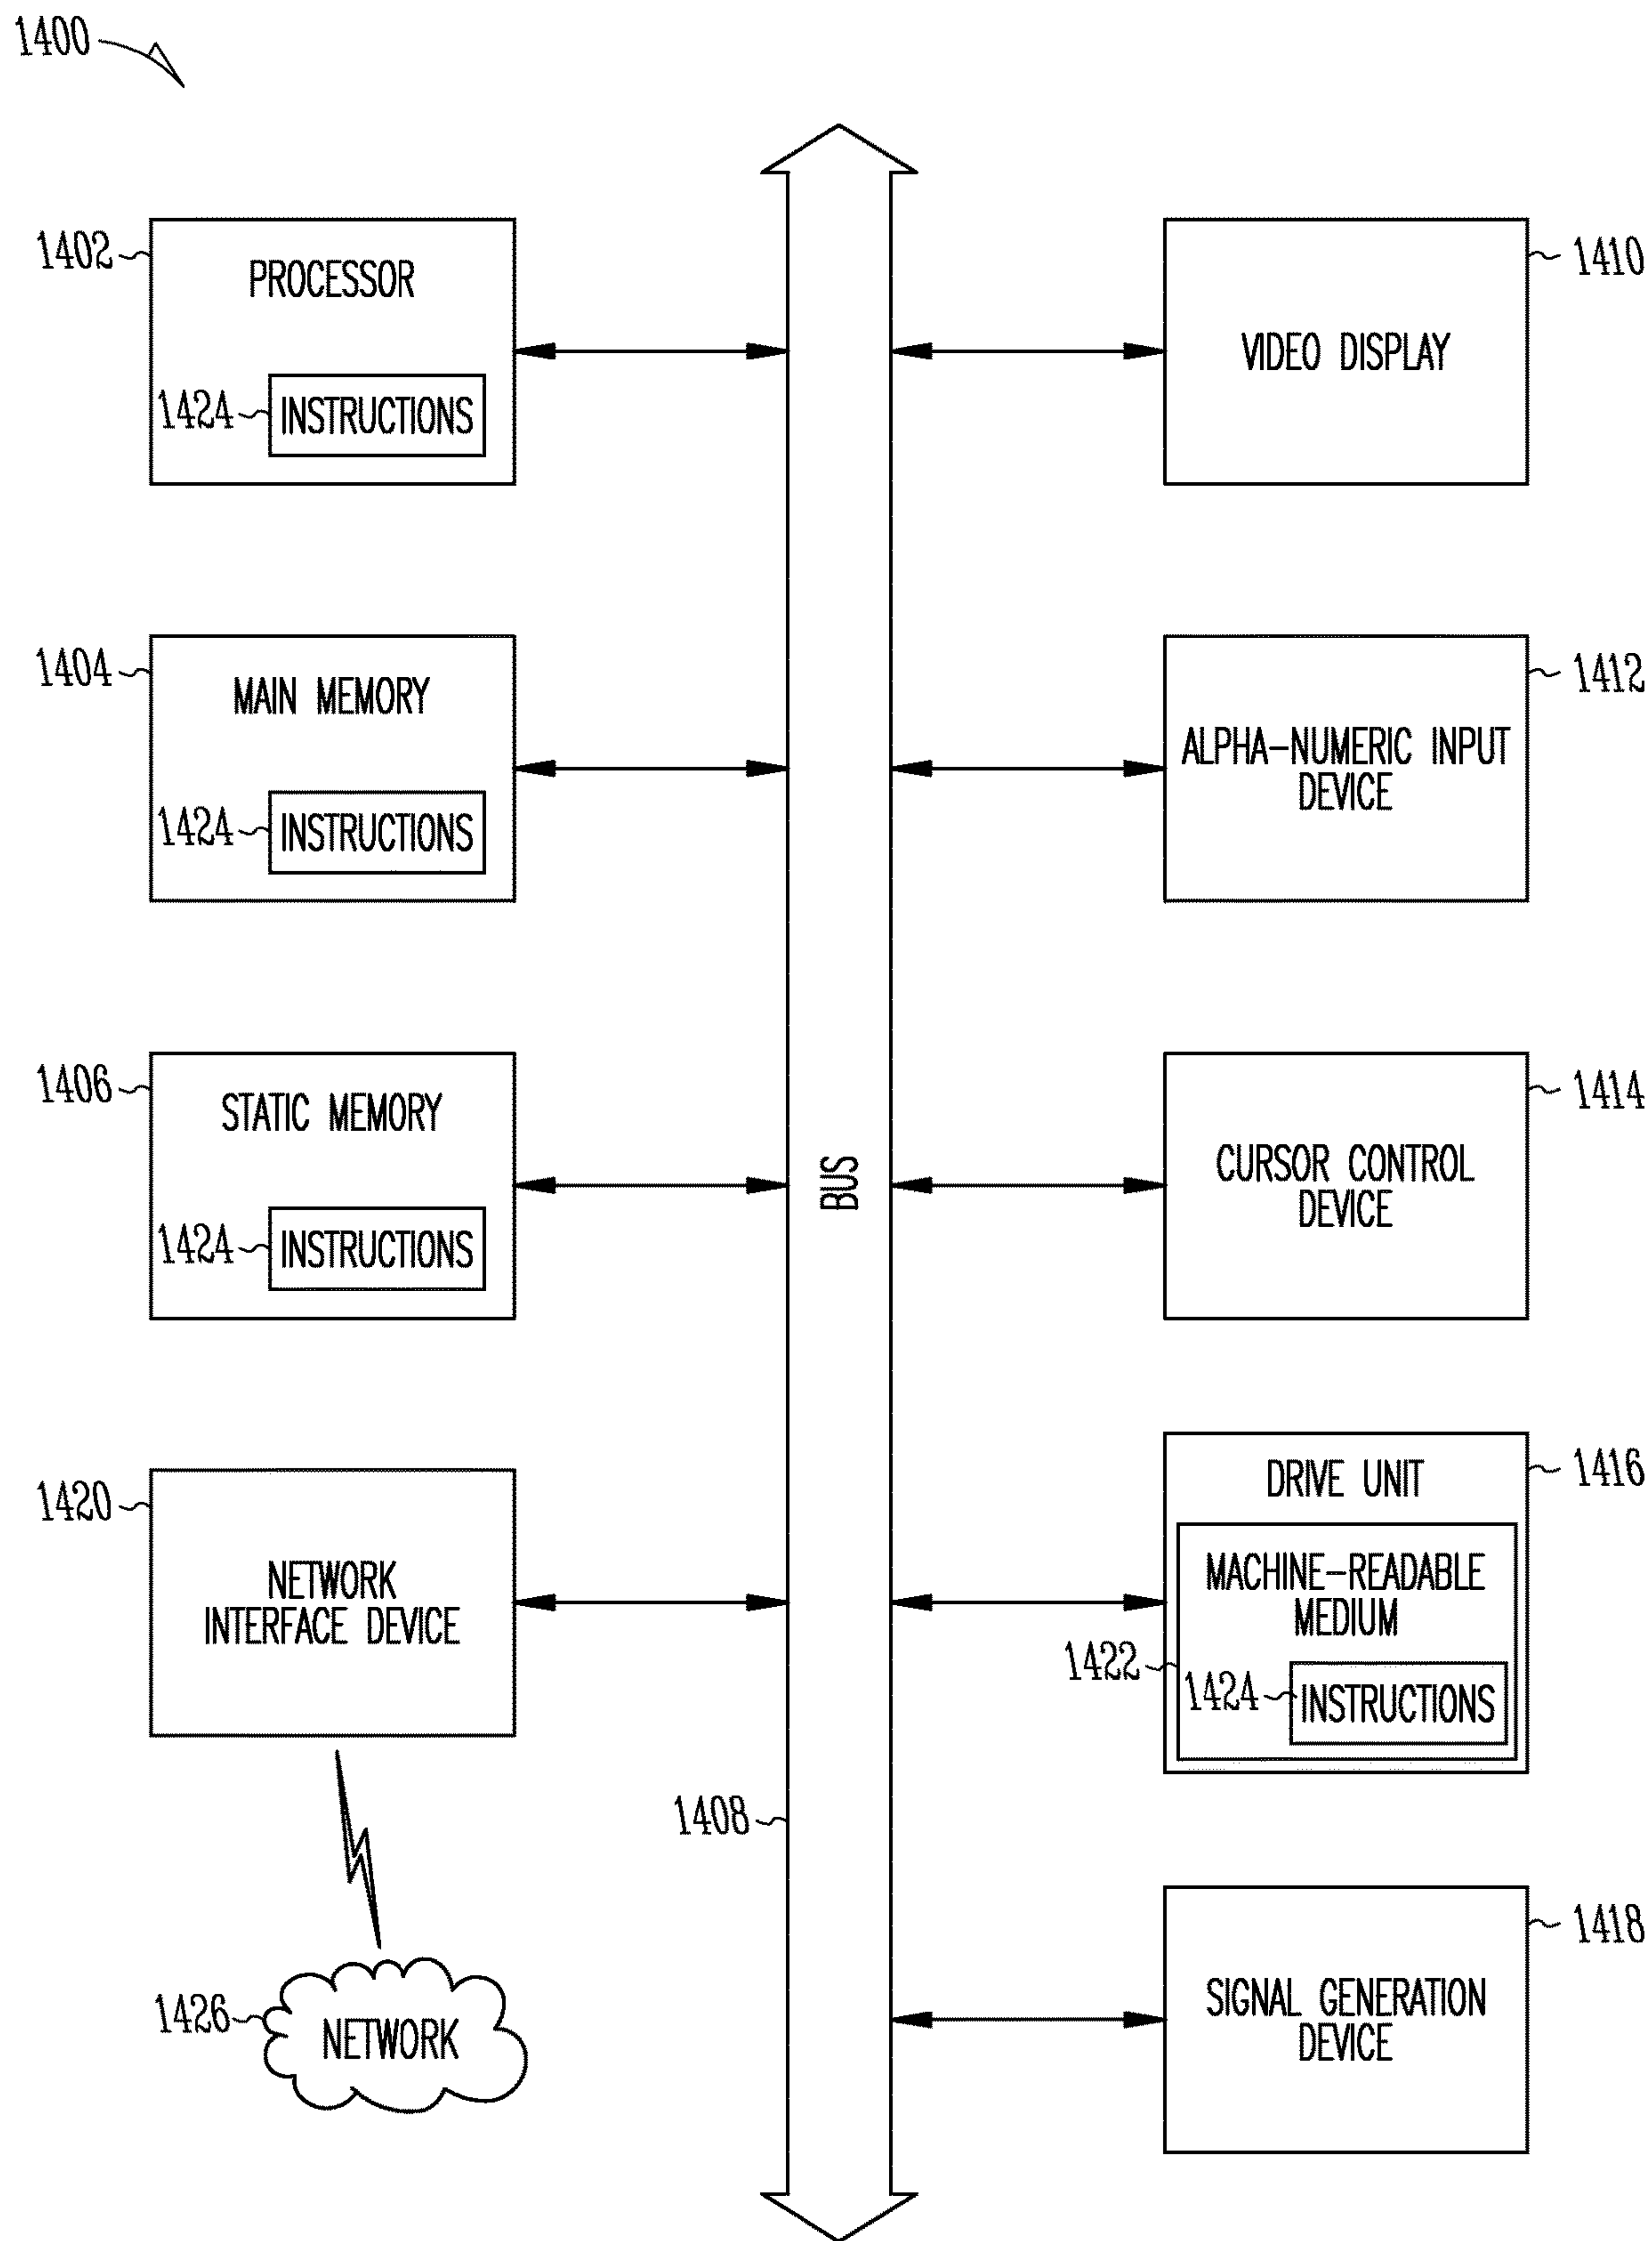 1400
1402
PROCESSOR
1424
INSTRUCTIONS
1404
MAIN MEMORY
1424
INSTRUCTIONS
1406
STATIC MEMORY
1424
INSTRUCTIONS
1420
NETWORK
INTERFACE DEVICE
1426
NETWORK
BUS
1408
1410
VIDEO DISPLAY
1412
ALPHA-NUMERIC INPUT
DEVICE
1414
CURSOR CONTROL
DEVICE
1416
DRIVE UNIT
MACHINE-READABLE
MEDIUM
1422
1424
INSTRUCTIONS
1418
SIGNAL GENERATION
DEVICE